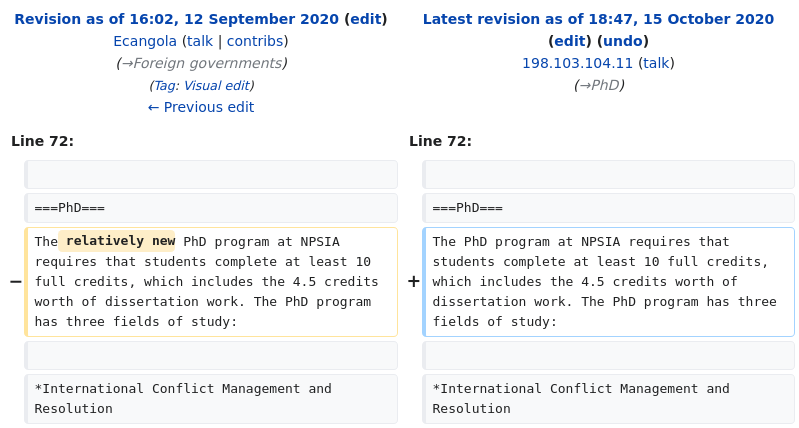 Revision as of 16:02, 12 September 2020 (edit)
Ecangola (talk | contribs)
(→Foreign governments)
(Tag: Visual edit)
← Previous edit
Latest revision as of 18:47, 15 October 2020
(edit) (undo)
198.103.104.11 (talk)
(→PhD)
Line 72:
Line 72:
===PhD===
===PhD===
− The relatively new PhD program at NPSIA
requires that students complete at least 10
full credits, which includes the 4.5 credits
worth of dissertation work. The PhD program
has three fields of study:
+ The PhD program at NPSIA requires that
students complete at least 10 full credits,
which includes the 4.5 credits worth of
dissertation work. The PhD program has three
fields of study:
*International Conflict Management and
Resolution
*International Conflict Management and
Resolution